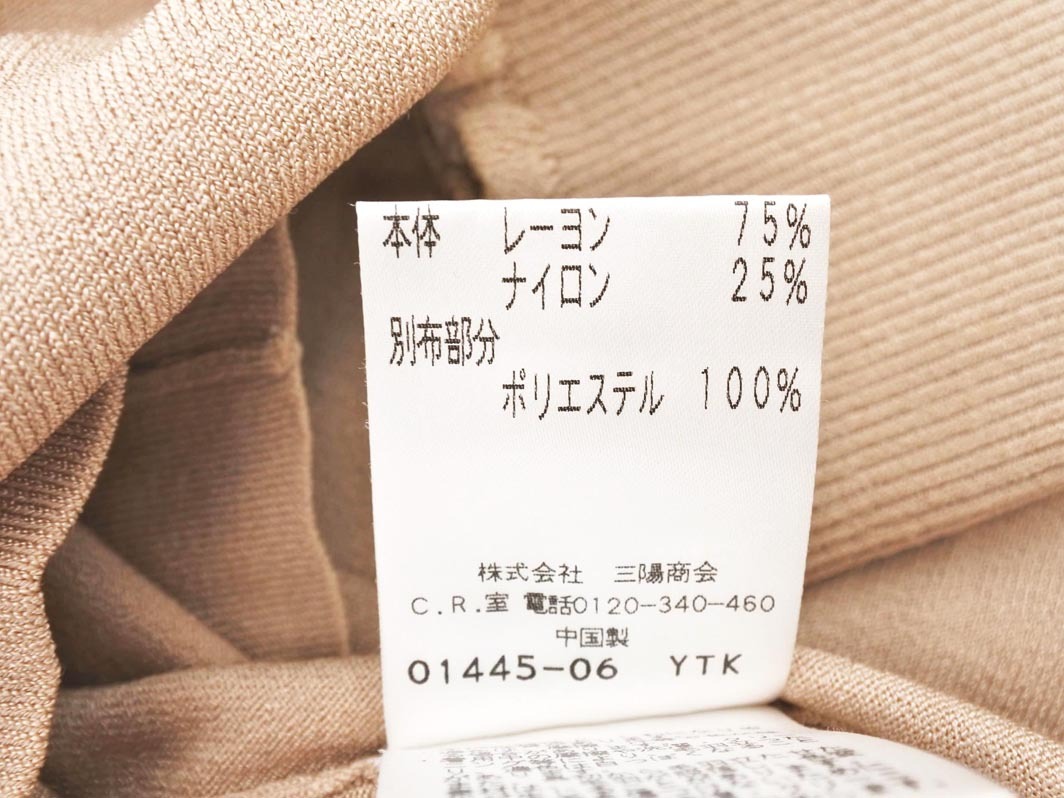 本体 レーヨン 75%
ナイロン 25%
別布部分
ポリエステル 100%
株式会社 三陽商会
C.R.室 電話0120-340-460
中国製
01445-06 YTK